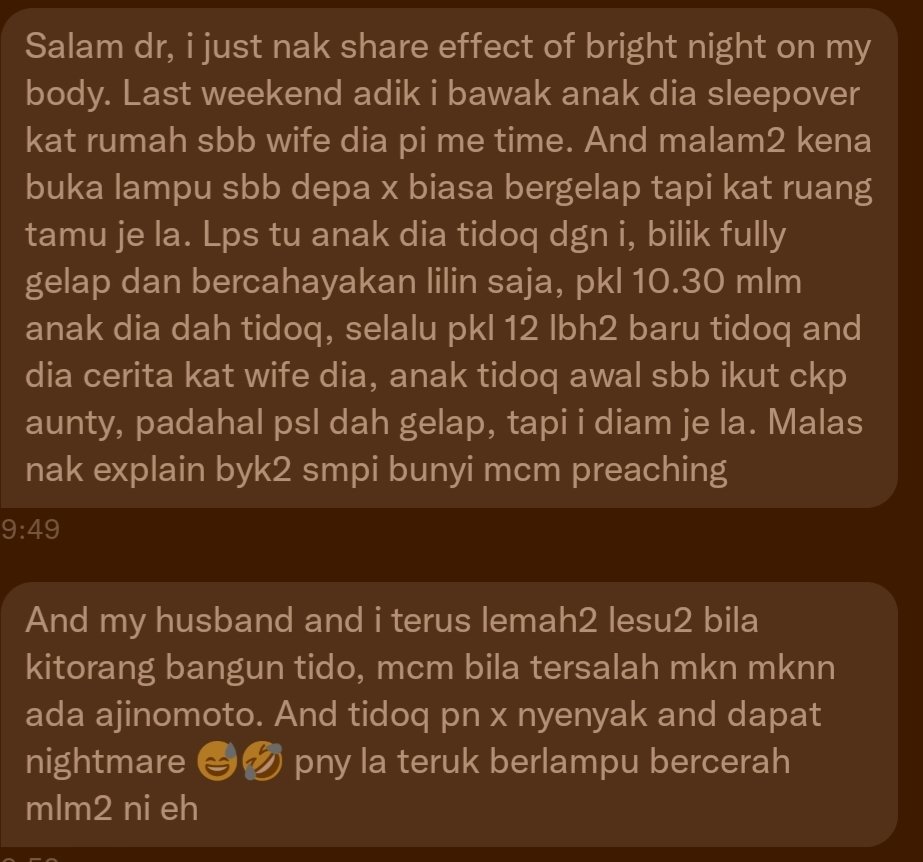 Salam dr, i just nak share effect of bright night on my
body. Last weekend adik i bawak anak dia sleepover
kat rumah sbb wife dia pi me time. And malam2 kena
buka lampu sbb depa x biasa bergelap tapi kat ruang
tamu je la. Lps tu anak dia tidoq dgn i, bilik fully
gelap dan bercahayakan lilin saja, pkl 10.30 mlm
anak dia dah tidoq, selalu pkl 12 lbh2 baru tidoq and
dia cerita kat wife dia, anak tidoq awal sbb ikut ckp
aunty, padahal psl dah gelap, tapi i diam je la. Malas
nak explain byk2 smpi bunyi mcm preaching
9:49
And my husband and i terus lemah2 lesu2 bila
kitorang bangun tido, mcm bila tersalah mkn mknn
ada ajinomoto. And tidoq pn x nyenyak and dapat
nightmare 😅🤣 pny la teruk berlampu bercerah
mlm2 ni eh